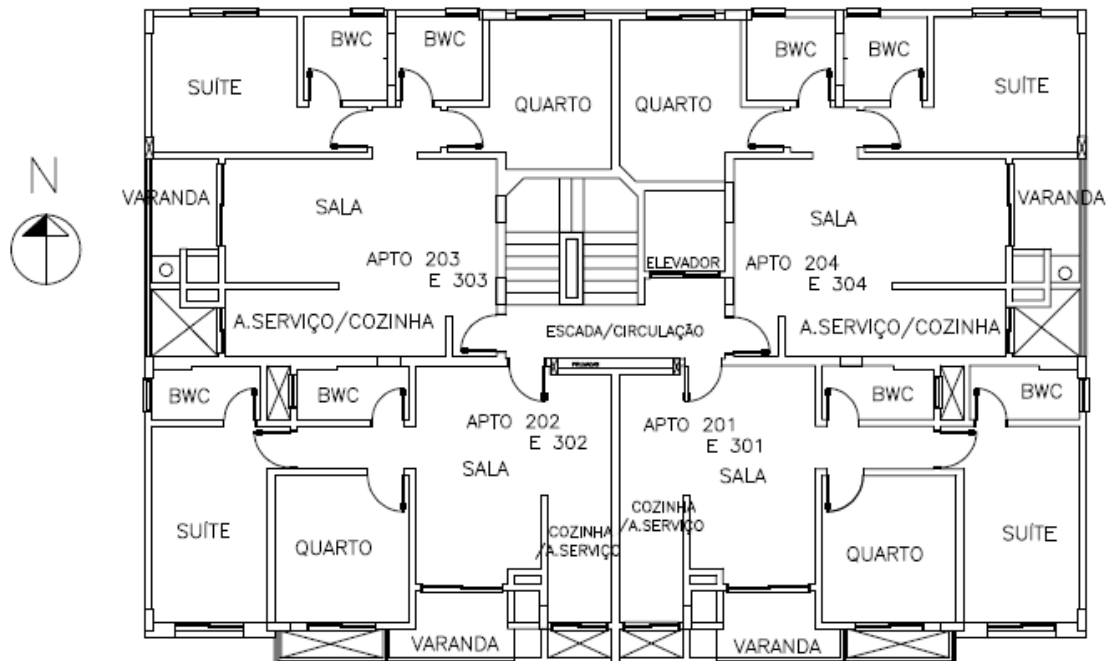 BWC
BWC
BWC
BWC
SUÍTE
QUARTO
QUARTO
SUÍTE
N
VARANDA
SALA
SALA
VARANDA
APTO 203
E 303
ELEVADOR
APTO 204
E 304
A.SERVIÇO/COZINHA
ESCADA/CIRCULAÇÃO
A.SERVIÇO/COZINHA
BWC
BWC
BWC
BWC
APTO 202
E 302
APTO 201
E 301
SALA
SALA
SUÍTE
QUARTO
COZINHA
/A.SERVIÇO
COZINHA
/A.SERVIÇO
QUARTO
SUÍTE
VARANDA
VARANDA